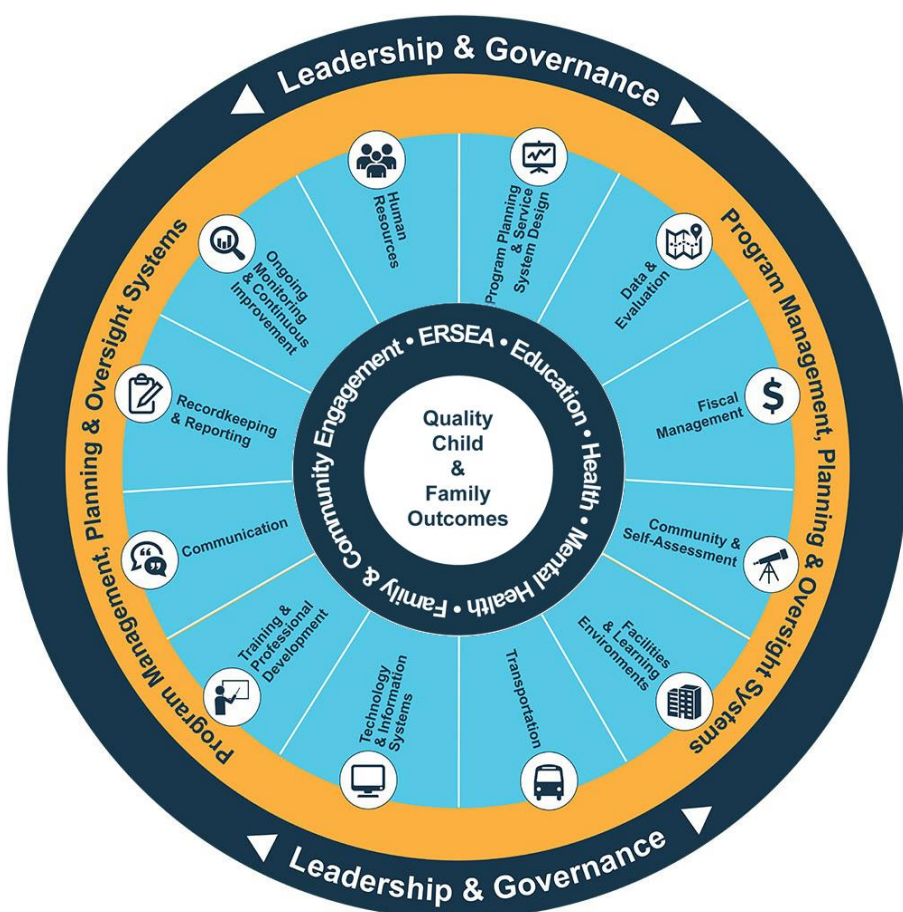 Leadership & Governance
Program Management, Planning & Oversight Systems
Program Management, Planning & Oversight Systems
Program Planning
& Service
System Design
Data &
Evaluation
Fiscal
Management
Community &
Self-Assessment
Facilities
& Learning
Environments
Transportation
Technology
& Information
Systems
Training &
Professional
Development
Communication
Recordkeeping
& Reporting
Ongoing
Monitoring
& Continuous
Improvement
Human
Resources
Family & Community Engagement • ERSEA • Education • Health • Mental Health •
Quality
Child
&
Family
Outcomes
Leadership & Governance